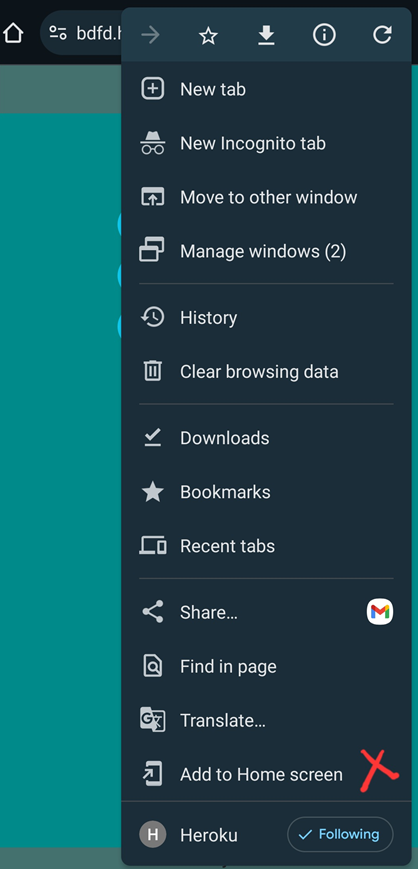 bdfd.h
New tab
New Incognito tab
Move to other window
Manage windows (2)
History
Clear browsing data
Downloads
Bookmarks
Recent tabs
Share...
Find in page
Translate...
Add to Home screen
H Heroku Following